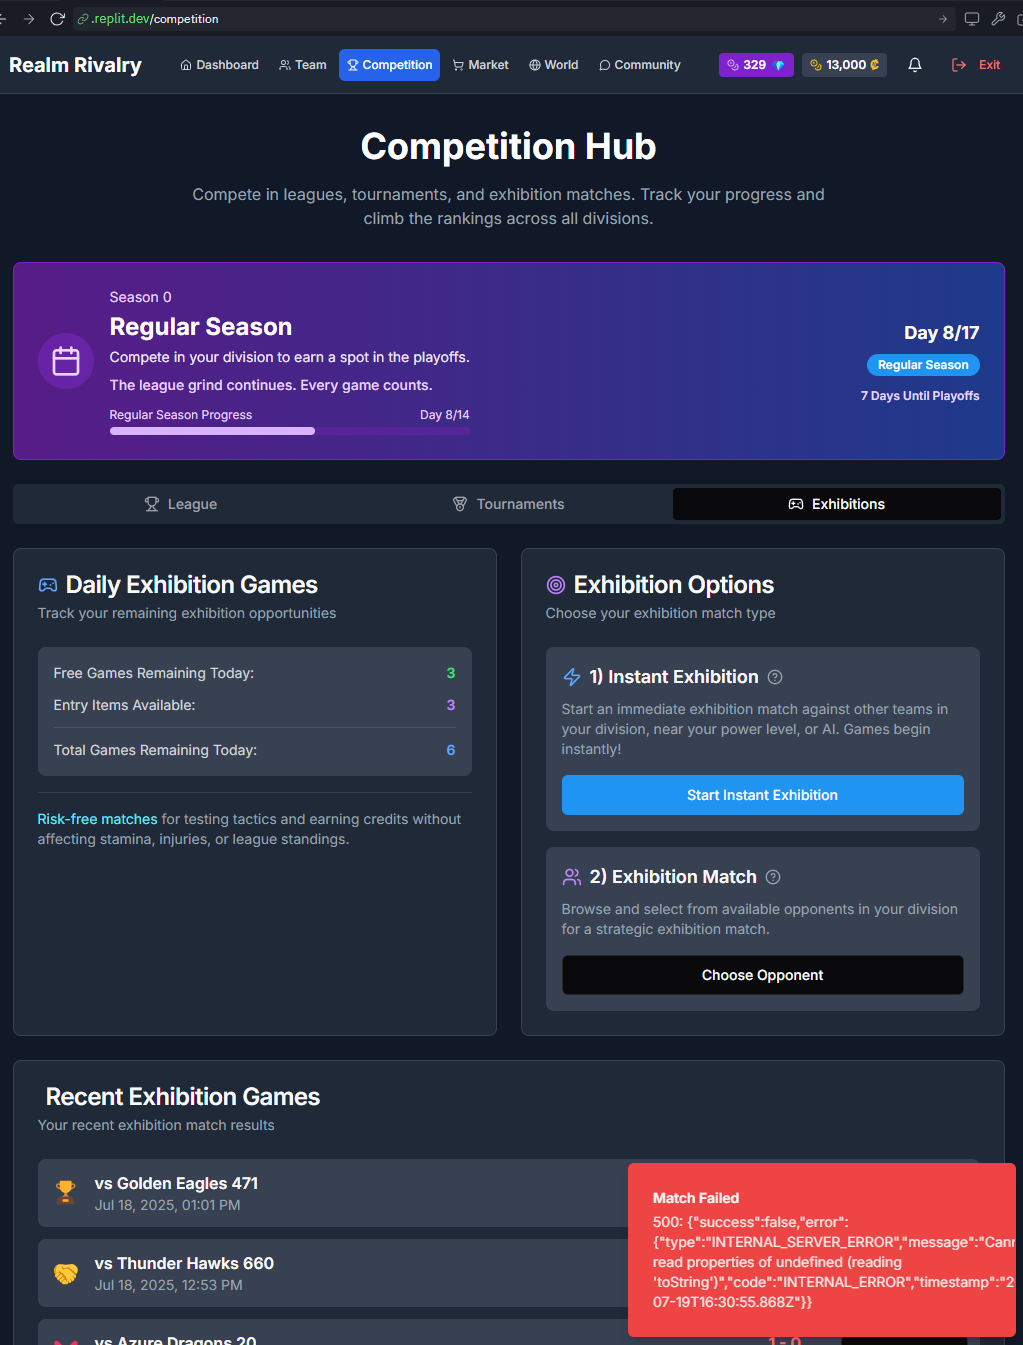 .replit.dev/competition
Realm Rivalry
Dashboard
Team
Competition
Market
World
Community
329
13,000 ₡
Exit
Competition Hub
Compete in leagues, tournaments, and exhibition matches. Track your progress and
climb the rankings across all divisions.
Season 0
Regular Season
Compete in your division to earn a spot in the playoffs.
The league grind continues. Every game counts.
Regular Season Progress
Day 8/14
Day 8/17
Regular Season
7 Days Until Playoffs
League
Tournaments
Exhibitions
Daily Exhibition Games
Track your remaining exhibition opportunities
Free Games Remaining Today: 3
Entry Items Available: 3
Total Games Remaining Today: 6
Risk-free matches for testing tactics and earning credits without
affecting stamina, injuries, or league standings.
Exhibition Options
Choose your exhibition match type
1) Instant Exhibition
Start an immediate exhibition match against other teams in
your division, near your power level, or AI. Games begin
instantly!
Start Instant Exhibition
2) Exhibition Match
Browse and select from available opponents in your division
for a strategic exhibition match.
Choose Opponent
Recent Exhibition Games
Your recent exhibition match results
vs Golden Eagles 471
Jul 18, 2025, 01:01 PM
vs Thunder Hawks 660
Jul 18, 2025, 12:53 PM
vs Azure Dragons 20
1 - 0
Match Failed
500: {"success":false,"error":
{"type":"INTERNAL_SERVER_ERROR","message":"Cann
read properties of undefined (reading
'toString')","code":"INTERNAL_ERROR","timestamp":"2
07-19T16:30:55.868Z"}}